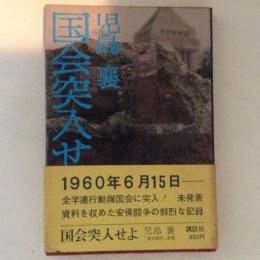 児島 襄
国会突入せ
1960年6月15日——
全学連行動隊国会に突入! 未発表
資料を収めた安保闘争の鮮烈な記録
国会突入せよ 児島 襄 講談社
350円